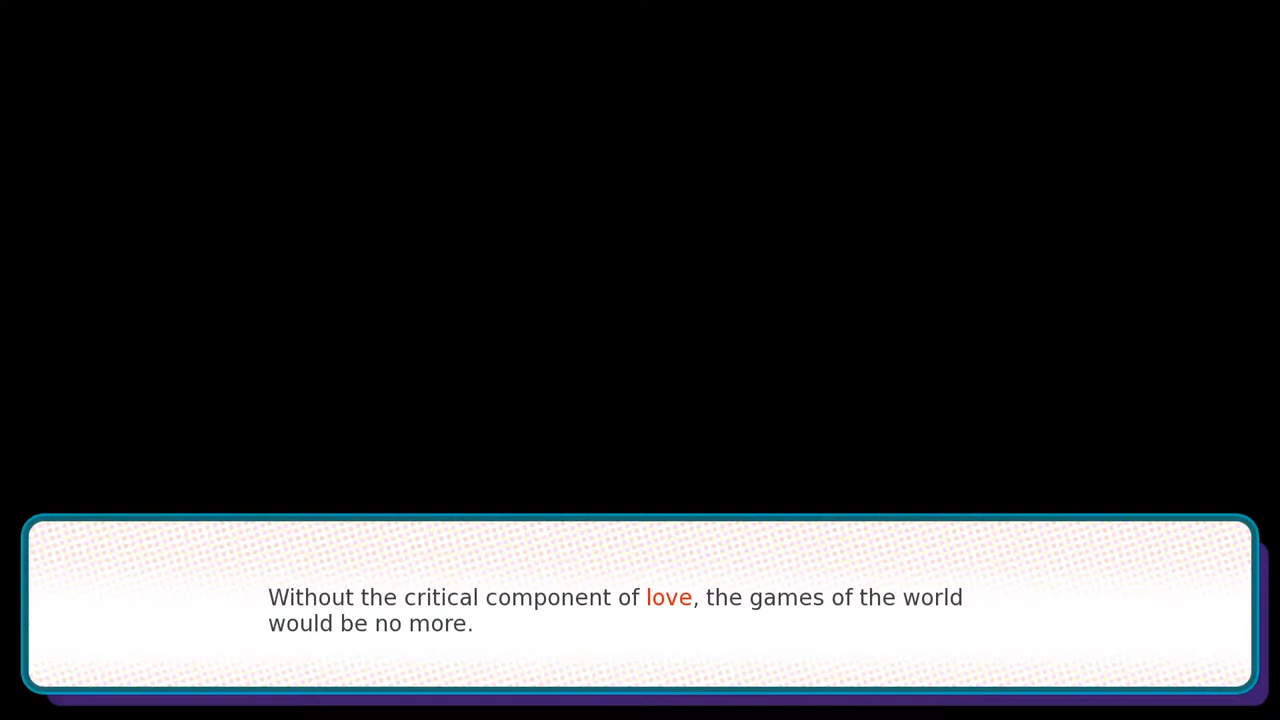 Without the critical component of love, the games of the world
would be no more.